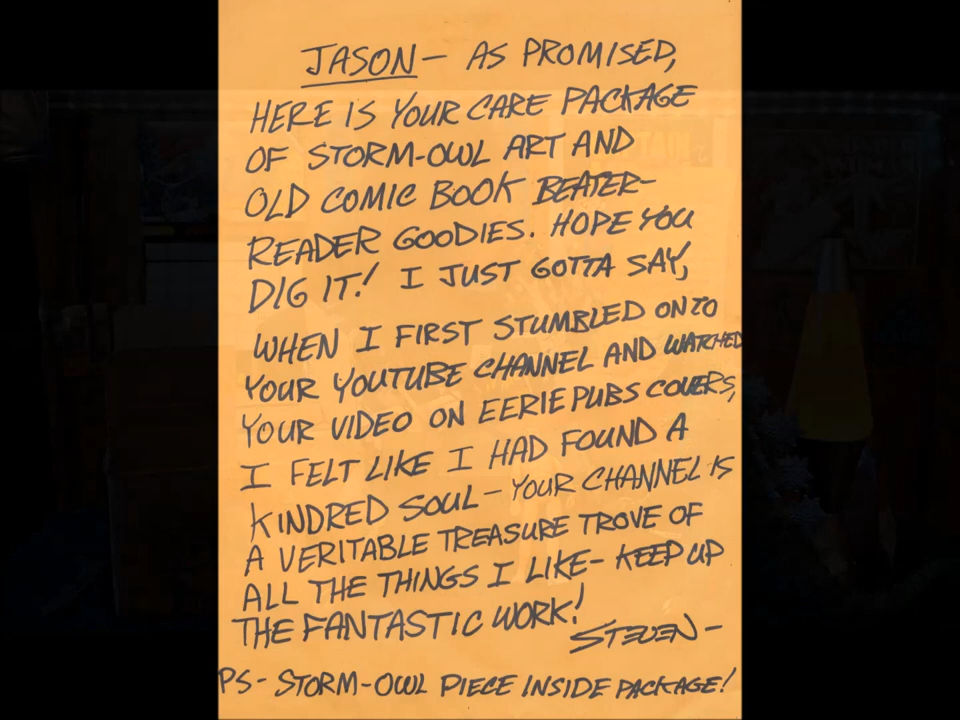 JASON— AS PROMISED,
HERE IS YOUR CARE PACKAGE
OF STORM-OWL ART AND
OLD COMIC BOOK BEATER-
READER GOODIES. HOPE YOU
DIG IT! I JUST GOTTA SAY,
WHEN I FIRST STUMBLED ONTO
YOUR YOUTUBE CHANNEL AND WATCHED
YOUR VIDEO ON EERIE PUBS COVERS,
I FELT LIKE I HAD FOUND A
KINDRED SOUL — YOUR CHANNEL IS
A VERITABLE TREASURE TROVE OF
ALL THE THINGS I LIKE— KEEP UP
THE FANTASTIC WORK!
STEVEN —
PS- STORM-OWL PIECE INSIDE PACKAGE!